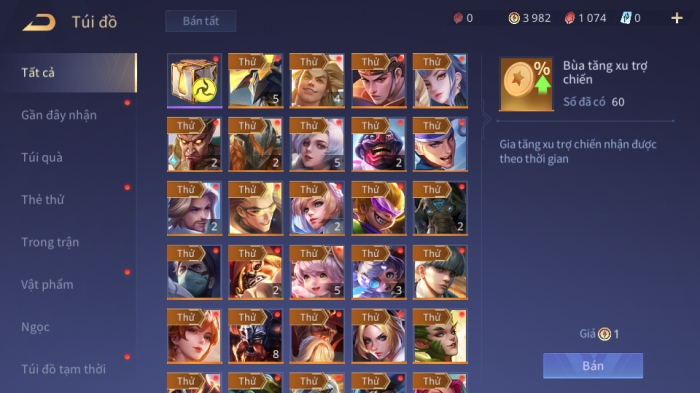 Túi đồ
Bán tất
0
3 982
1 074
0
Tất cả
Gần đây nhận
Túi quà
Thẻ thử
Trong trận
Vật phẩm
Ngọc
Túi đồ tạm thời
Thử Thử Thử Thử
5 4
Thử Thử Thử Thử Thử
2 2 5 2
Thử Thử Thử Thử Thử
2 2 2
Thử Thử Thử Thử Thử
2 5 3
Thử Thử Thử Thử Thử
8
Thử Thử Thử Thử Thử
%
Bùa tăng xu trợ
chiến
Số đã có 60
Gia tăng xu trợ chiến nhận được
theo thời gian
Giá 1
Bán